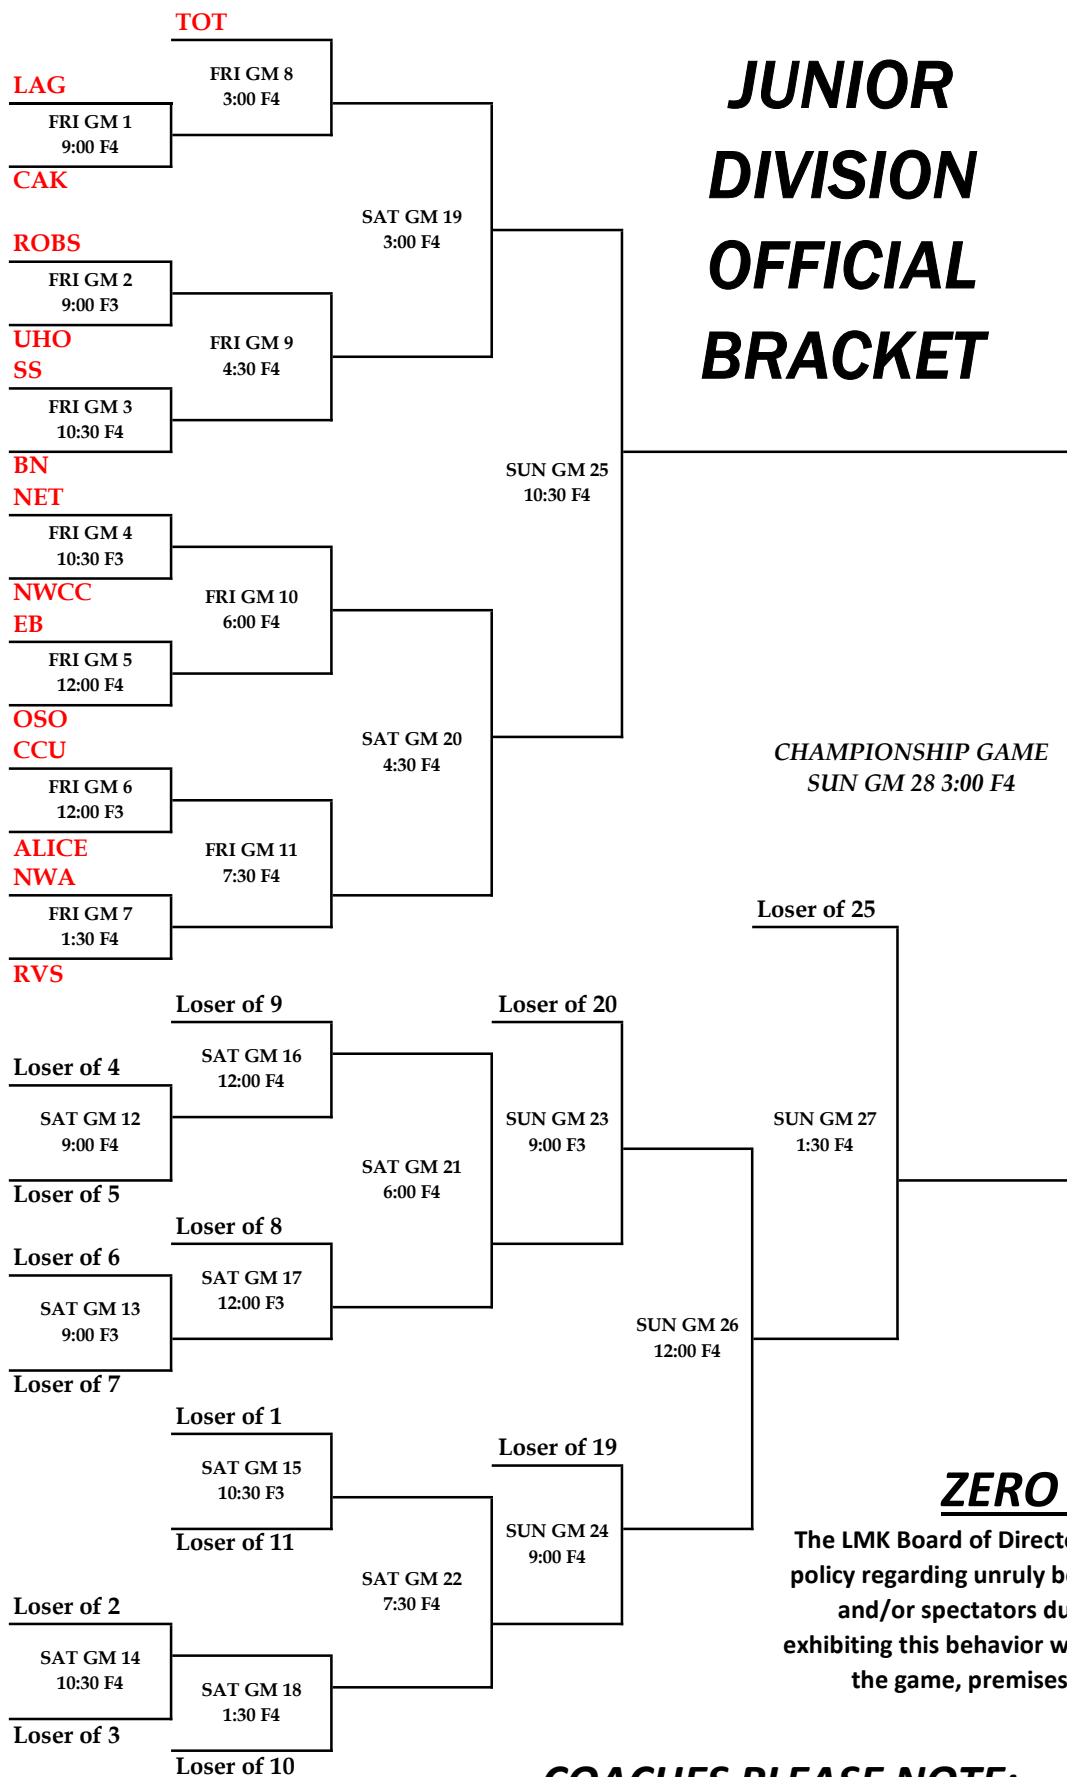 TOT
JUNIOR
DIVISION
OFFICIAL
BRACKET
FRI GM 8
3:00 F4
LAG
FRI GM 1
9:00 F4
CAK
SAT GM 19
3:00 F4
ROBS
FRI GM 2
9:00 F3
UHO
FRI GM 9
4:30 F4
SS
FRI GM 3
10:30 F4
BN
SUN GM 25
10:30 F4
NET
FRI GM 4
10:30 F3
NWCC
FRI GM 10
6:00 F4
EB
FRI GM 5
12:00 F4
OSO
SAT GM 20
4:30 F4
CHAMPIONSHIP GAME
SUN GM 28 3:00 F4
CCU
FRI GM 6
12:00 F3
ALICE
FRI GM 11
7:30 F4
NWA
FRI GM 7
1:30 F4
RVS
Loser of 25
Loser of 9
Loser of 20
SAT GM 16
12:00 F4
Loser of 4
SAT GM 12
9:00 F4
SUN GM 23
9:00 F3
SUN GM 27
1:30 F4
SAT GM 21
6:00 F4
Loser of 5
Loser of 8
Loser of 6
SAT GM 17
12:00 F3
SAT GM 13
9:00 F3
SUN GM 26
12:00 F4
Loser of 7
Loser of 1
Loser of 19
SAT GM 15
10:30 F3
Loser of 11
SUN GM 24
9:00 F4
SAT GM 22
7:30 F4
Loser of 2
SAT GM 14
10:30 F4
SAT GM 18
1:30 F4
Loser of 3
Loser of 10
ZERO
The LMK Board of Directo
policy regarding unruly be
and/or spectators du
exhibiting this behavior w
the game, premises
COACHES PLEASE NOTE: